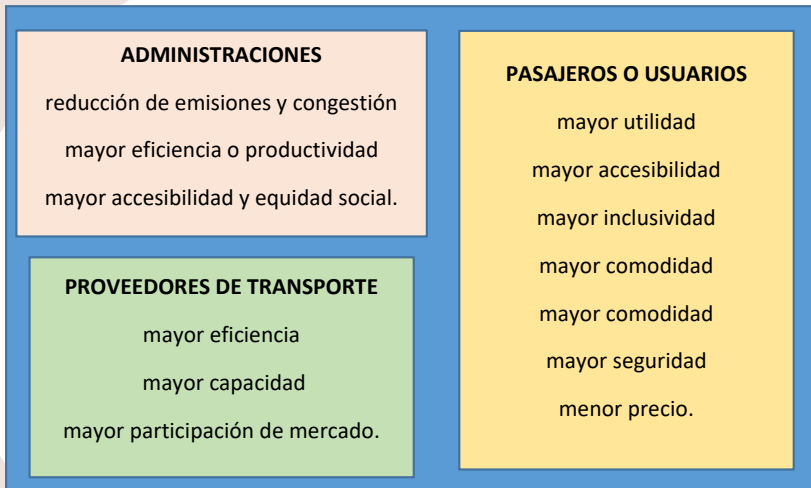 ADMINISTRACIONES
reducción de emisiones y congestión
mayor eficiencia o productividad
mayor accesibilidad y equidad social.
PROVEEDORES DE TRANSPORTE
mayor eficiencia
mayor capacidad
mayor participación de mercado.
PASAJEROS O USUARIOS
mayor utilidad
mayor accesibilidad
mayor inclusividad
mayor comodidad
mayor comodidad
mayor seguridad
menor precio.